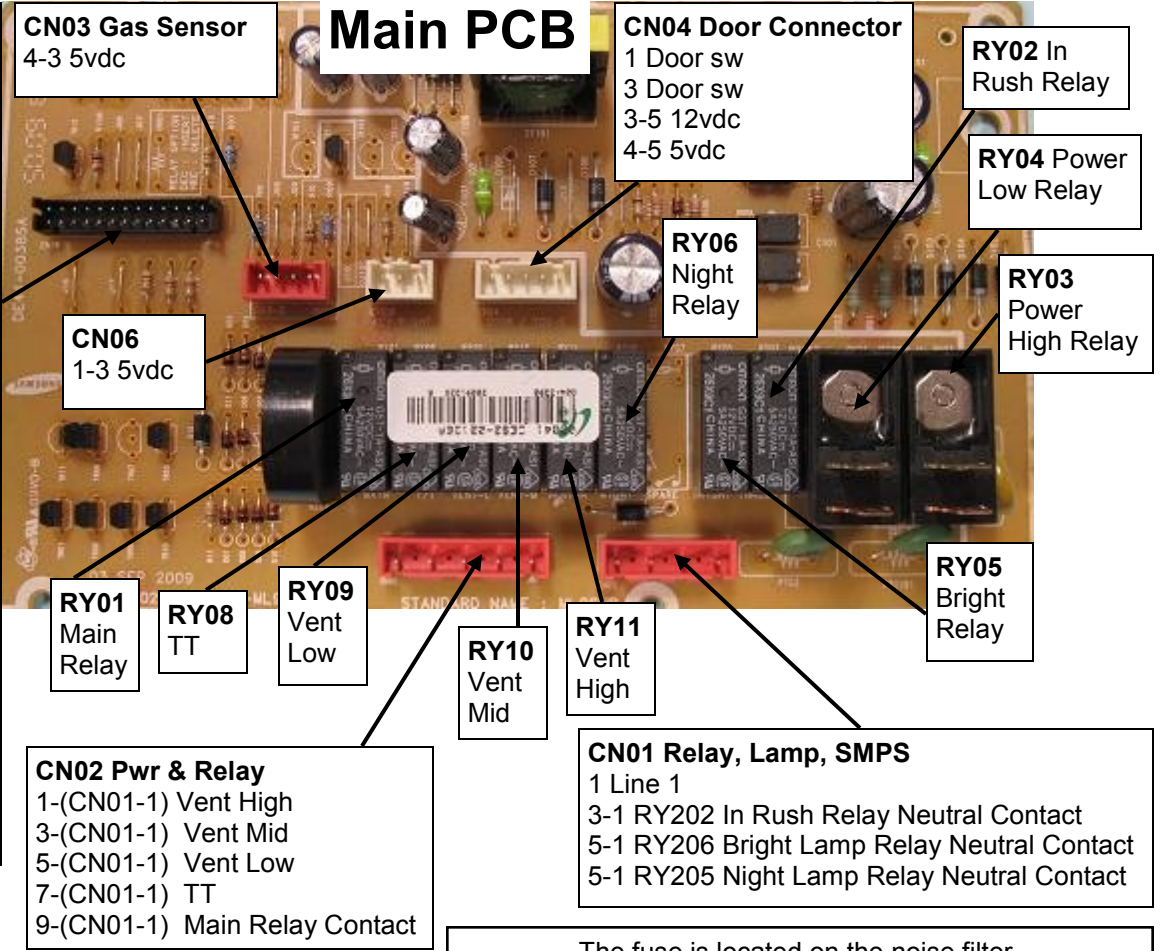 Main PCB
CN03 Gas Sensor
4-3 5vdc
CN04 Door Connector
1 Door sw
3 Door sw
3-5 12vdc
4-5 5vdc
RY02 In
Rush Relay
RY04 Power
Low Relay
RY06
Night
Relay
RY03
Power
High Relay
CN06
1-3 5vdc
RY01
Main
Relay
RY08
TT
RY09
Vent
Low
RY10
Vent
Mid
RY11
Vent
High
RY05
Bright
Relay
SEP 2009
STANDARD NAME :
CN02 Pwr & Relay
1-(CN01-1) Vent High
3-(CN01-1) Vent Mid
5-(CN01-1) Vent Low
7-(CN01-1) TT
9-(CN01-1) Main Relay Contact
CN01 Relay, Lamp, SMPS
1 Line 1
3-1 RY202 In Rush Relay Neutral Contact
5-1 RY206 Bright Lamp Relay Neutral Contact
5-1 RY205 Night Lamp Relay Neutral Contact
The fuse is located on the noise filter